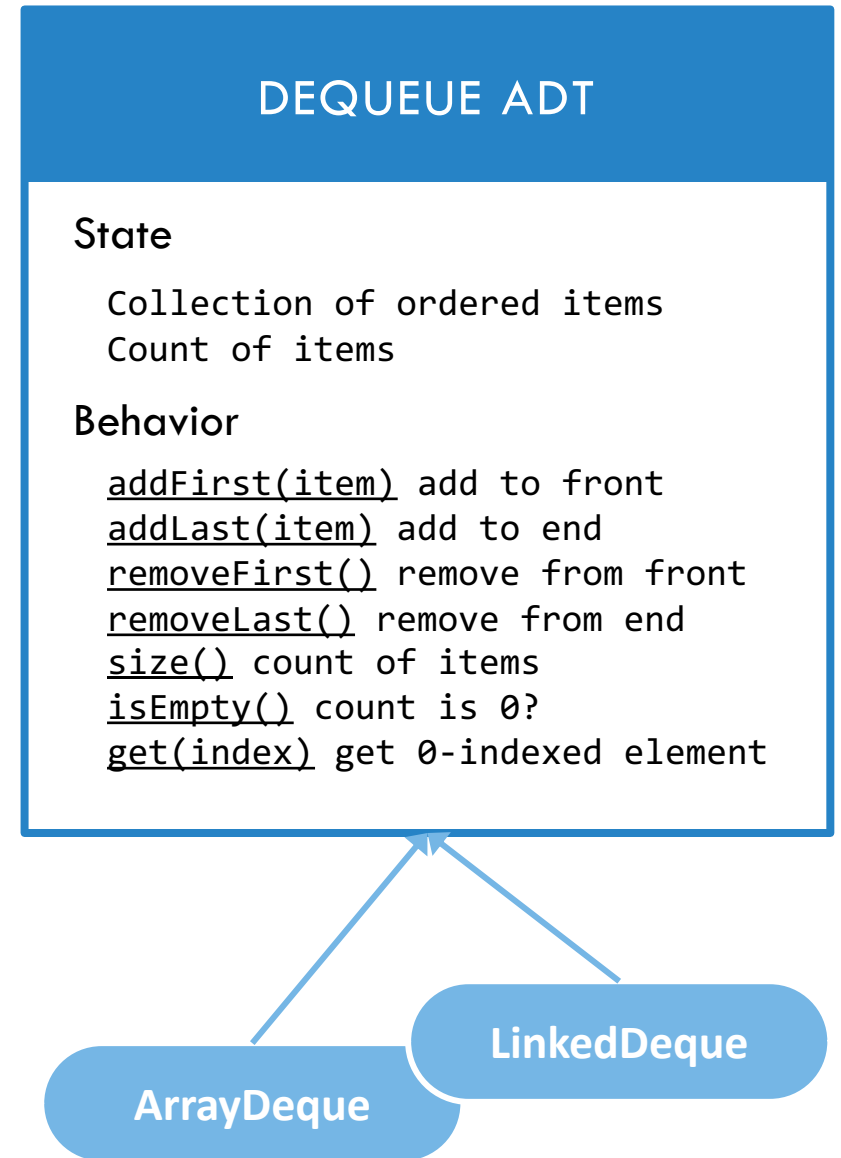 DEQUEUE ADT
State
Collection of ordered items
Count of items
Behavior
addFirst(item) add to front
addLast(item) add to end
removeFirst() remove from front
removeLast() remove from end
size() count of items
isEmpty() count is 0?
get(index) get 0-indexed element
LinkedDeque
ArrayDeque